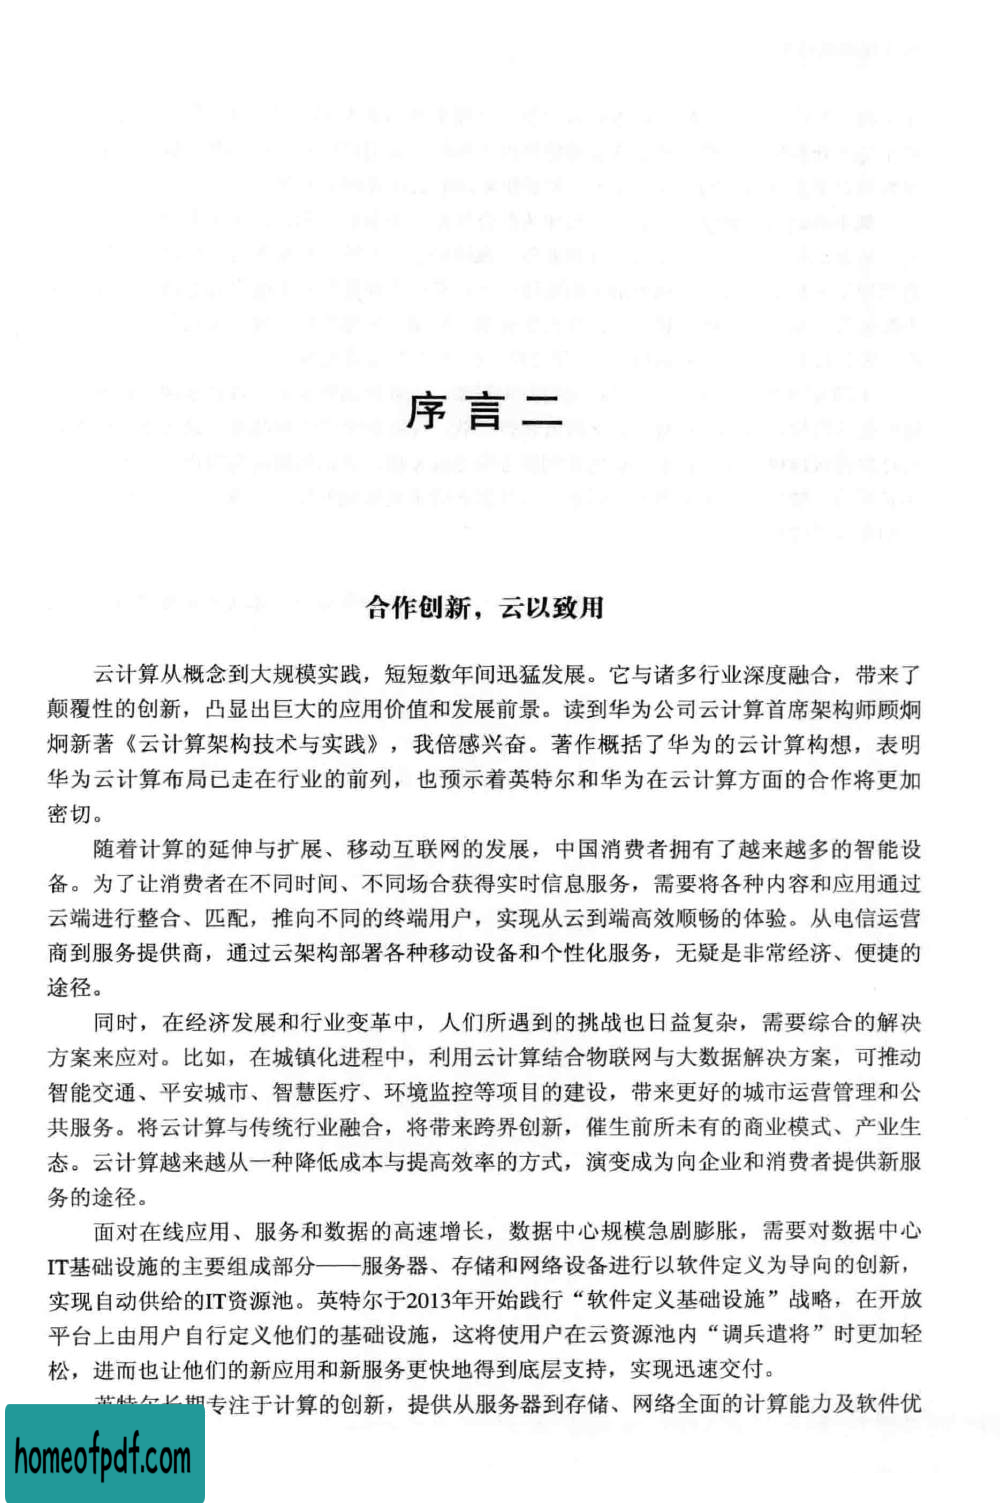 序言二
合作创新，云以致用
云计算从概念到大规模实践，短短数年间迅猛发展。它与诸多行业深度融合，带来了
颠覆性的创新，凸显出巨大的应用价值和发展前景。读到华为公司云计算首席架构师顾炯
炯新著《云计算架构技术与实践》，我倍感兴奋。著作概括了华为的云计算构想，表明
华为云计算布局已走在行业的前列，也预示着英特尔和华为在云计算方面的合作将更加
密切。
随着计算的延伸与扩展、移动互联网的发展，中国消费者拥有了越来越多的智能设
备。为了让消费者在不同时间、不同场合获得实时信息服务，需要将各种内容和应用通过
云端进行整合、匹配，推向不同的终端用户，实现从云到端高效顺畅的体验。从电信运营
商到服务提供商，通过云架构部署各种移动设备和个性化服务，无疑是非常经济、便捷的
途径。
同时，在经济发展和行业变革中，人们所遇到的挑战也日益复杂，需要综合的解决
方案来应对。比如，在城镇化进程中，利用云计算结合物联网与大数据解决方案，可推动
智能交通、平安城市、智慧医疗、环境监控等项目的建设，带来更好的城市运营管理和公
共服务。将云计算与传统行业融合，将带来跨界创新，催生前所未有的商业模式、产业生
态。云计算越来越从一种降低成本与提高效率的方式，演变成为向企业和消费者提供新服
务的途径。
面对在线应用、服务和数据的高速增长，数据中心规模急剧膨胀，需要对数据中心
IT基础设施的主要组成部分——服务器、存储和网络设备进行以软件定义为导向的创新，
实现自动供给的IT资源池。英特尔于2013年开始践行“软件定义基础设施”战略，在开放
平台上由用户自行定义他们的基础设施，这将使用户在云资源池内“调兵遣将”时更加轻
松，进而也让他们的新应用和新服务更快地得到底层支持，实现迅速交付。
英特尔长期专注于计算的创新，提供从服务器到存储、网络全面的计算能力及软件优
homeofpdf.com